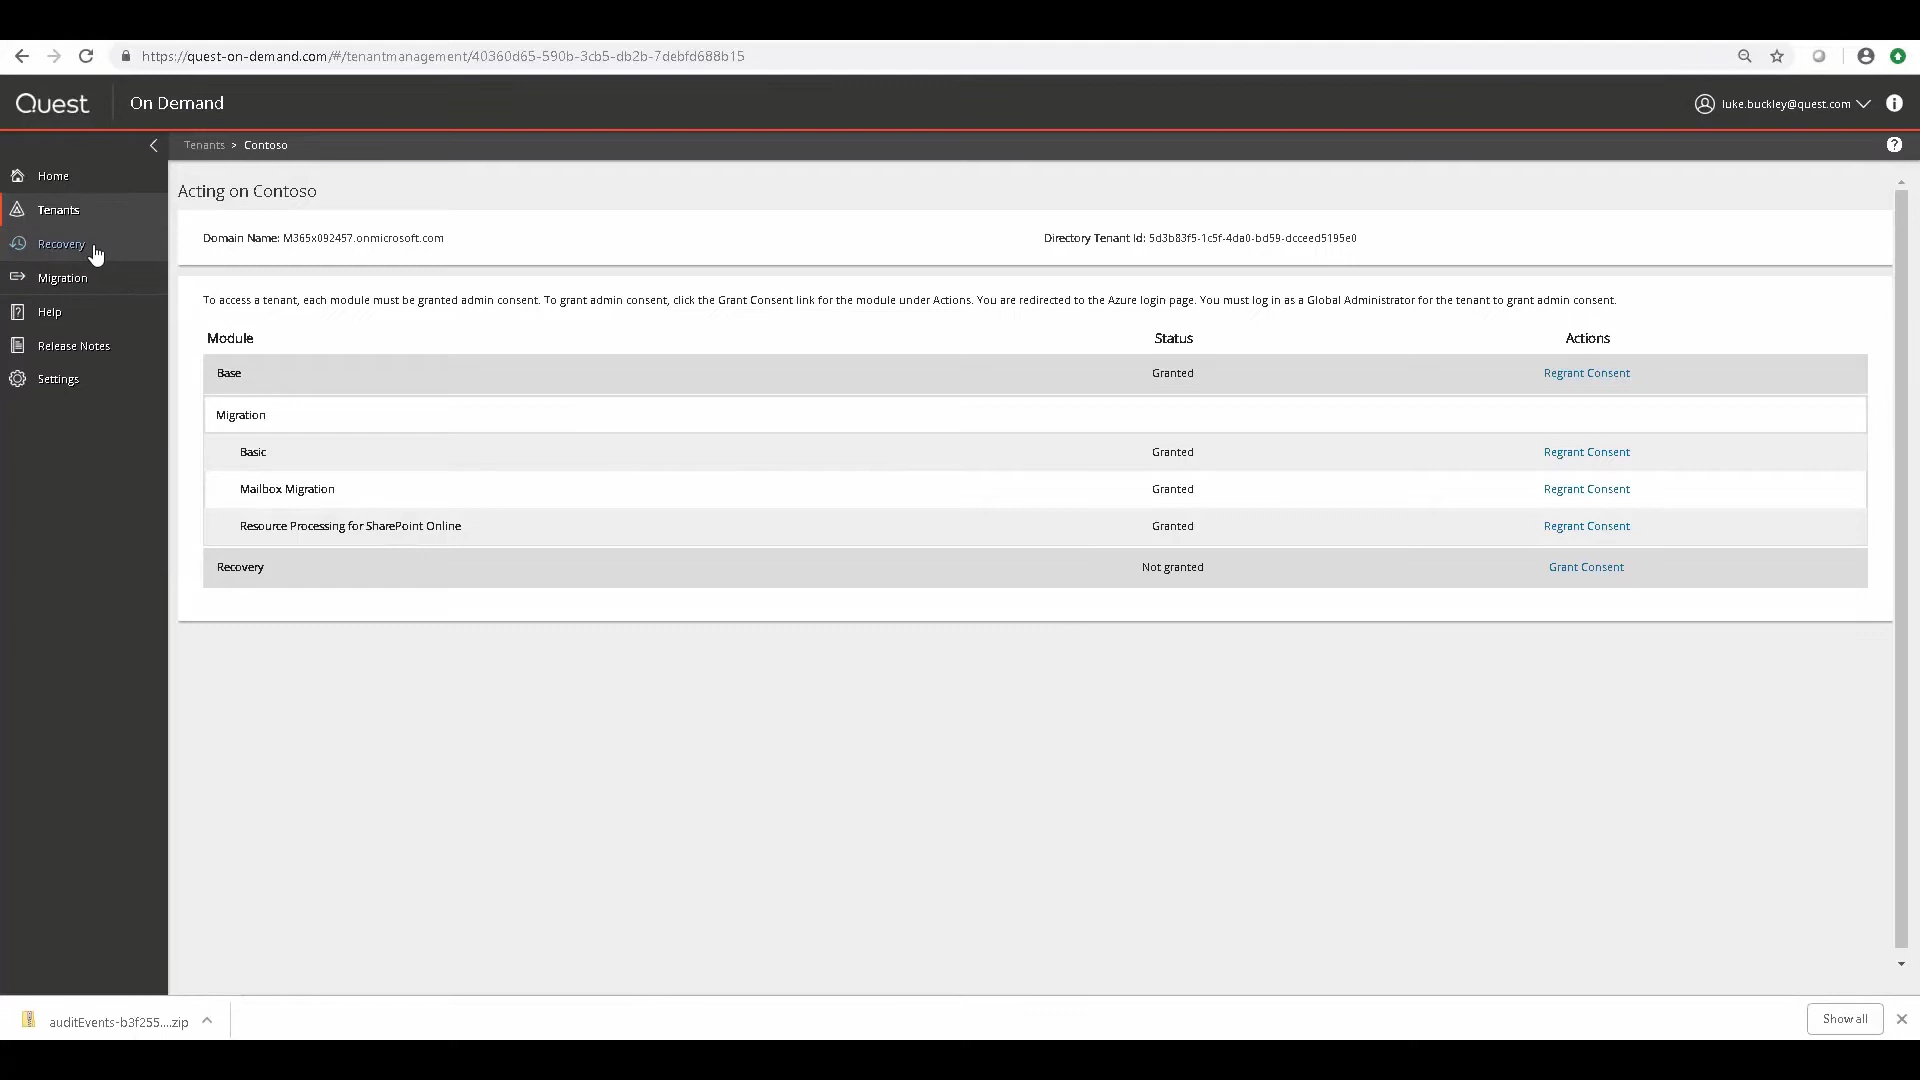 https://quest-on-demand.com/#/tenantmanagement/40360d65-590b-3cb5-db2b-7debfd688b15
Quest On Demand luke.buckley@quest.com
Tenants > Contoso
Home
Tenants
Recovery
Migration
Help
Release Notes
Settings
Acting on Contoso
Domain Name: M365x092457.onmicrosoft.com Directory Tenant Id: 5d3b83f5-1c5f-4da0-bd59-dcceed5195e0
To access a tenant, each module must be granted admin consent. To grant admin consent, click the Grant Consent link for the module under Actions. You are redirected to the Azure login page. You must log in as a Global Administrator for the tenant to grant admin consent.
Module Status Actions
Base Granted Regrant Consent
Migration
Basic Granted Regrant Consent
Mailbox Migration Granted Regrant Consent
Resource Processing for SharePoint Online Granted Regrant Consent
Recovery Not granted Grant Consent
auditEvents-b3f255....zip Show all